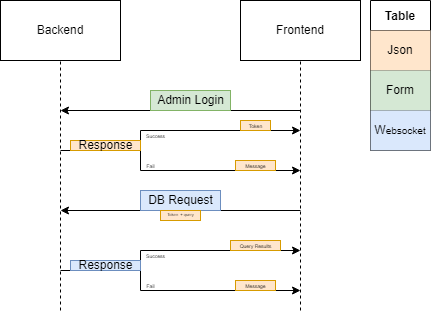 Backend
Frontend
Table
Json
Form
Websocket
Admin Login
Token
Success
Response
Fail
Message
DB Request
Token + query
Query Results
Success
Response
Fail
Message